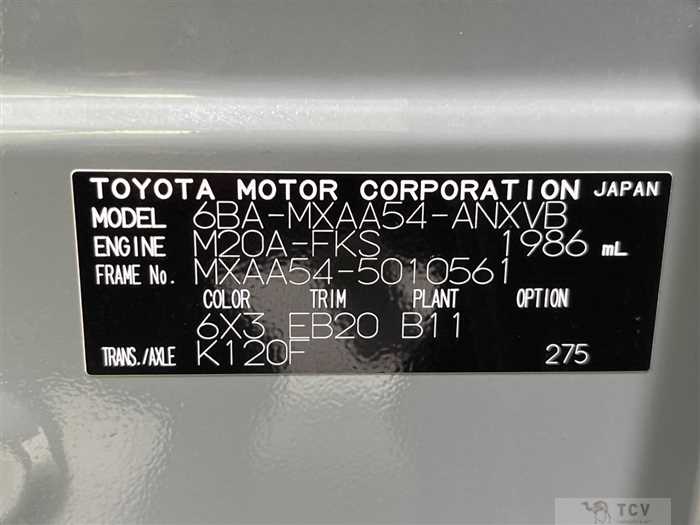 TOYOTA MOTOR CORPORATION JAPAN
MODEL 6BA-MXAA54-ANXVB
ENGINE M20A-FKS 1986 mL
FRAME No. MXAA54-5010561
COLOR TRIM PLANT OPTION
6X3 EB20 B11
TRANS./AXLE K120F 275
TCV